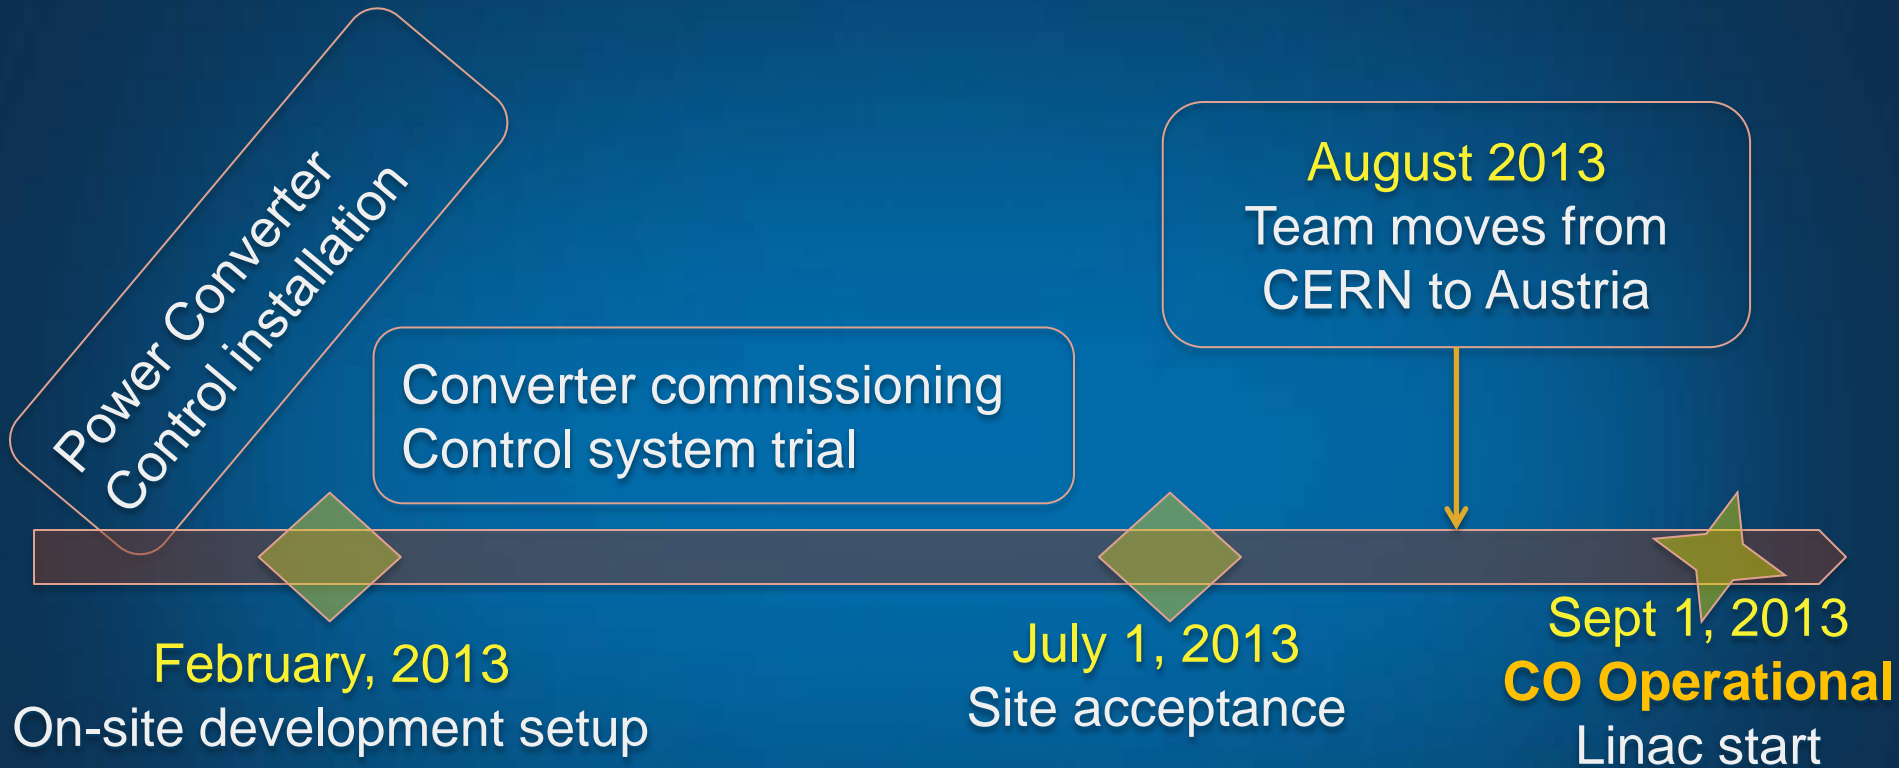 Power Converter
Control installation
Converter commissioning
Control system trial
August 2013
Team moves from
CERN to Austria
February, 2013
On-site development setup
July 1, 2013
Site acceptance
Sept 1, 2013
CO Operational
Linac start